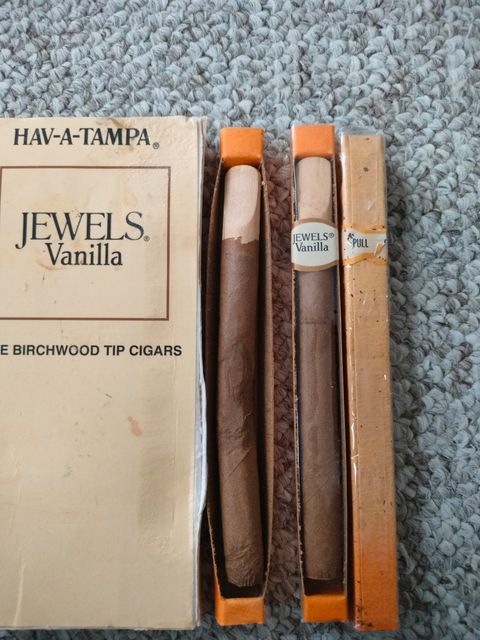 HAV-A-TAMPA®
JEWELS®
Vanilla
E BIRCHWOOD TIP CIGARS
JEWELS®
Vanilla
PULL